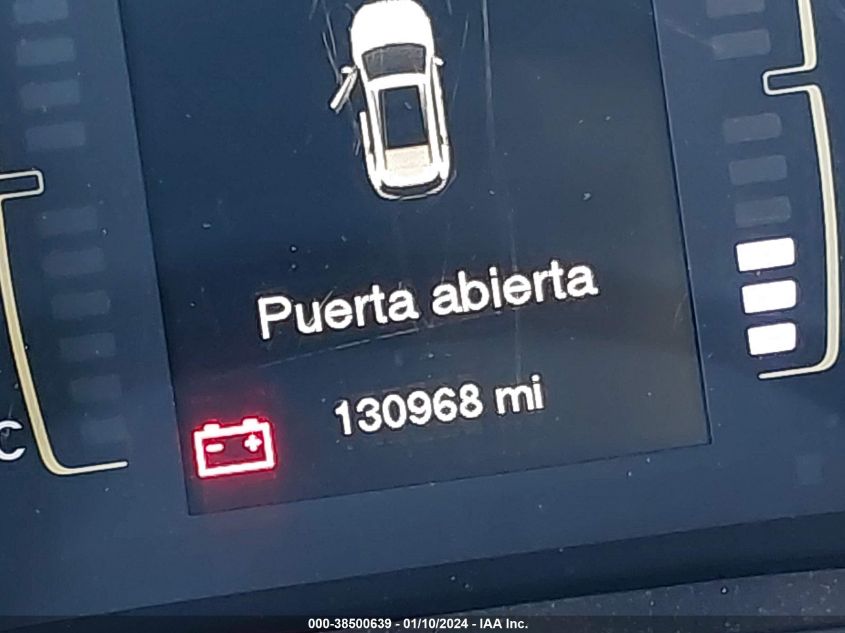 Puerta abierta
130968 mi
C
000-38500639 - 01/10/2024 - IAA Inc.